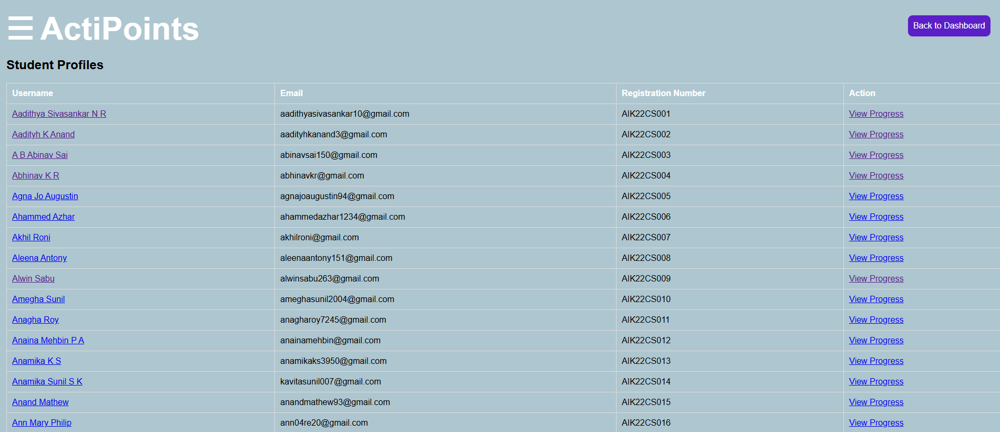 ☰ ActiPoints
Back to Dashboard
Student Profiles
Username Email Registration Number Action
Aadithya Sivasankar N R aadithyasivasankar10@gmail.com AIK22CS001 View Progress
Aadityh K Anand aadityhkanand3@gmail.com AIK22CS002 View Progress
A B Abinav Sai abinavsai150@gmail.com AIK22CS003 View Progress
Abhinav K R abhinavkr@gmail.com AIK22CS004 View Progress
Agna Jo Augustin agnajoaugustin94@gmail.com AIK22CS005 View Progress
Ahammed Azhar ahammedazhar1234@gmail.com AIK22CS006 View Progress
Akhil Roni akhilroni@gmail.com AIK22CS007 View Progress
Aleena Antony aleenaantony151@gmail.com AIK22CS008 View Progress
Alwin Sabu alwinsabu263@gmail.com AIK22CS009 View Progress
Amegha Sunil ameghasunil2004@gmail.com AIK22CS010 View Progress
Anagha Roy anagharoy7245@gmail.com AIK22CS011 View Progress
Anaina Mehbin P A anainamehbin@gmail.com AIK22CS012 View Progress
Anamika K S anamikaks3950@gmail.com AIK22CS013 View Progress
Anamika Sunil S K kavitasunil007@gmail.com AIK22CS014 View Progress
Anand Mathew anandmathew93@gmail.com AIK22CS015 View Progress
Ann Mary Philip ann04re20@gmail.com AIK22CS016 View Progress